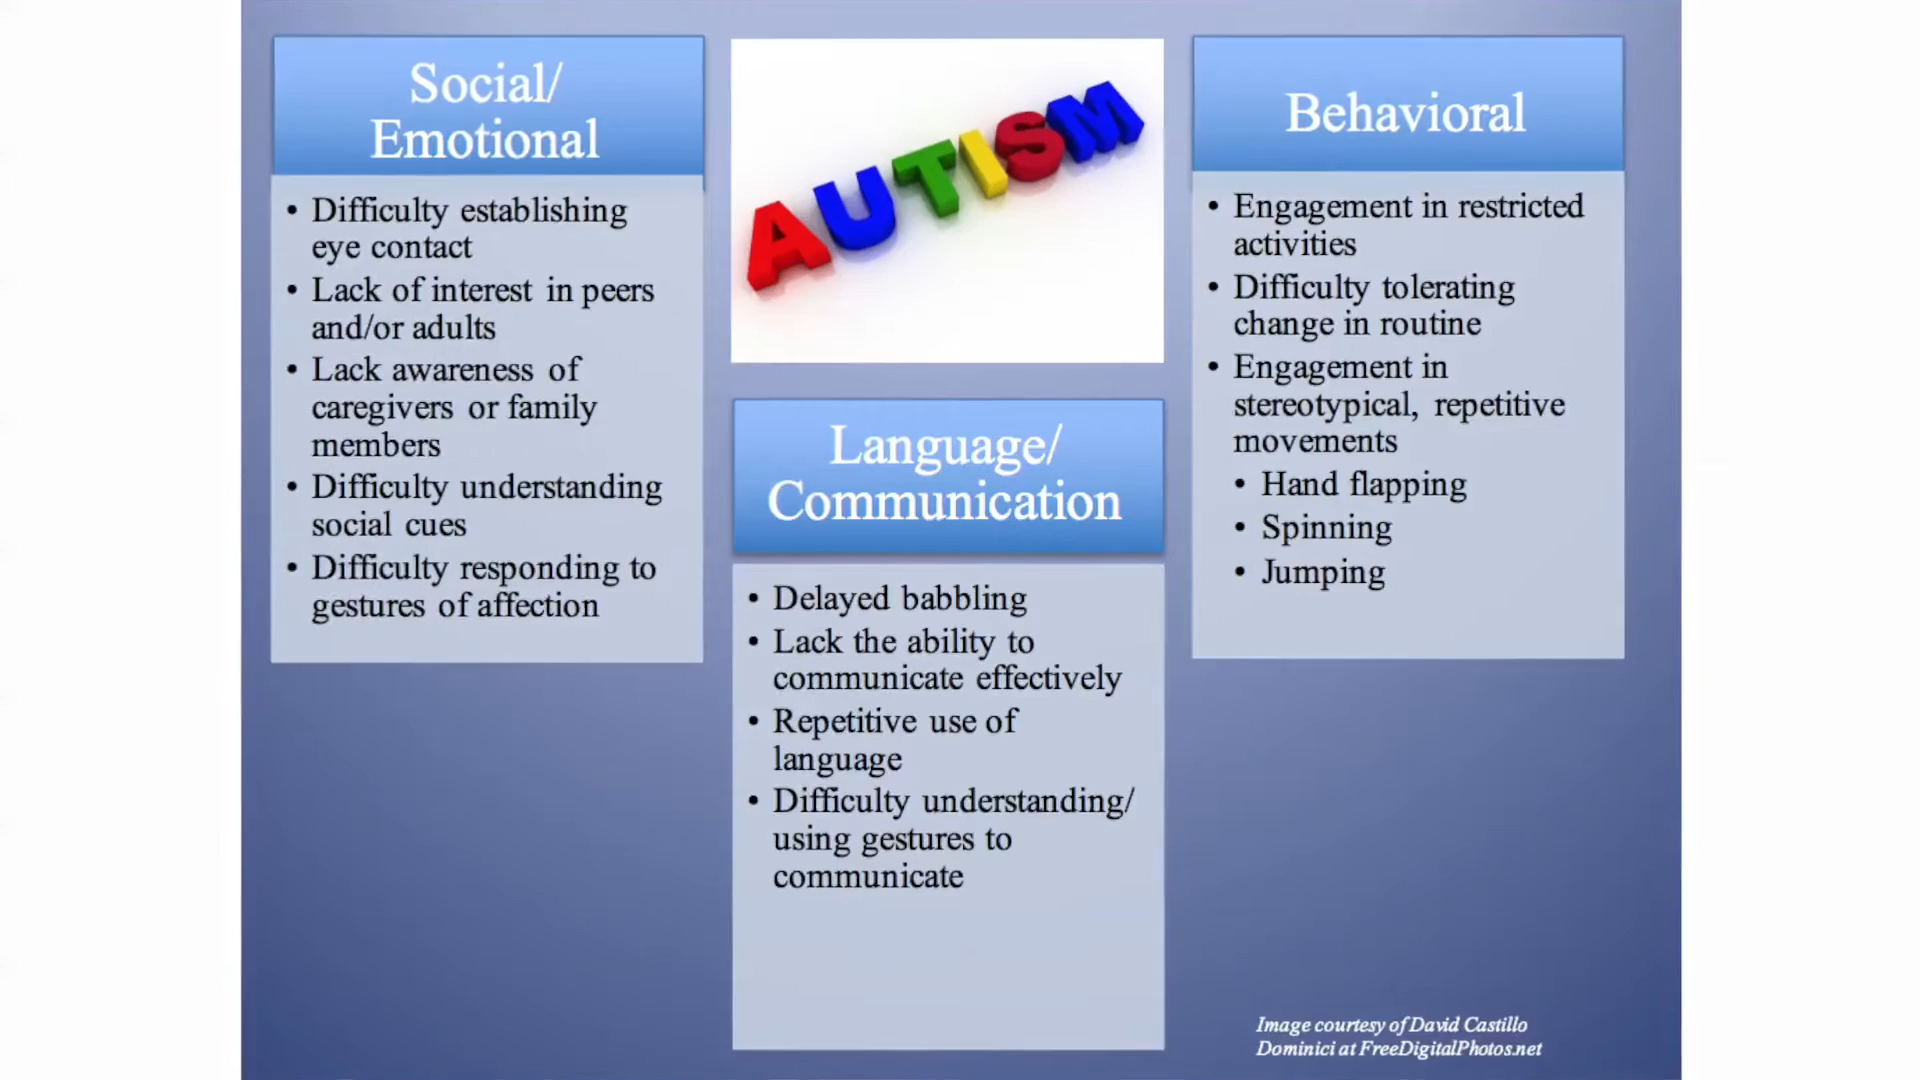 Social/
Emotional
• Difficulty establishing
eye contact
• Lack of interest in peers
and/or adults
• Lack awareness of
caregivers or family
members
• Difficulty understanding
social cues
• Difficulty responding to
gestures of affection
AUTISM
Language/
Communication
• Delayed babbling
• Lack the ability to
communicate effectively
• Repetitive use of
language
• Difficulty understanding/
using gestures to
communicate
Behavioral
• Engagement in restricted
activities
• Difficulty tolerating
change in routine
• Engagement in
stereotypical, repetitive
movements
• Hand flapping
• Spinning
• Jumping
Image courtesy of David Castillo
Dominici at FreeDigitalPhotos.net